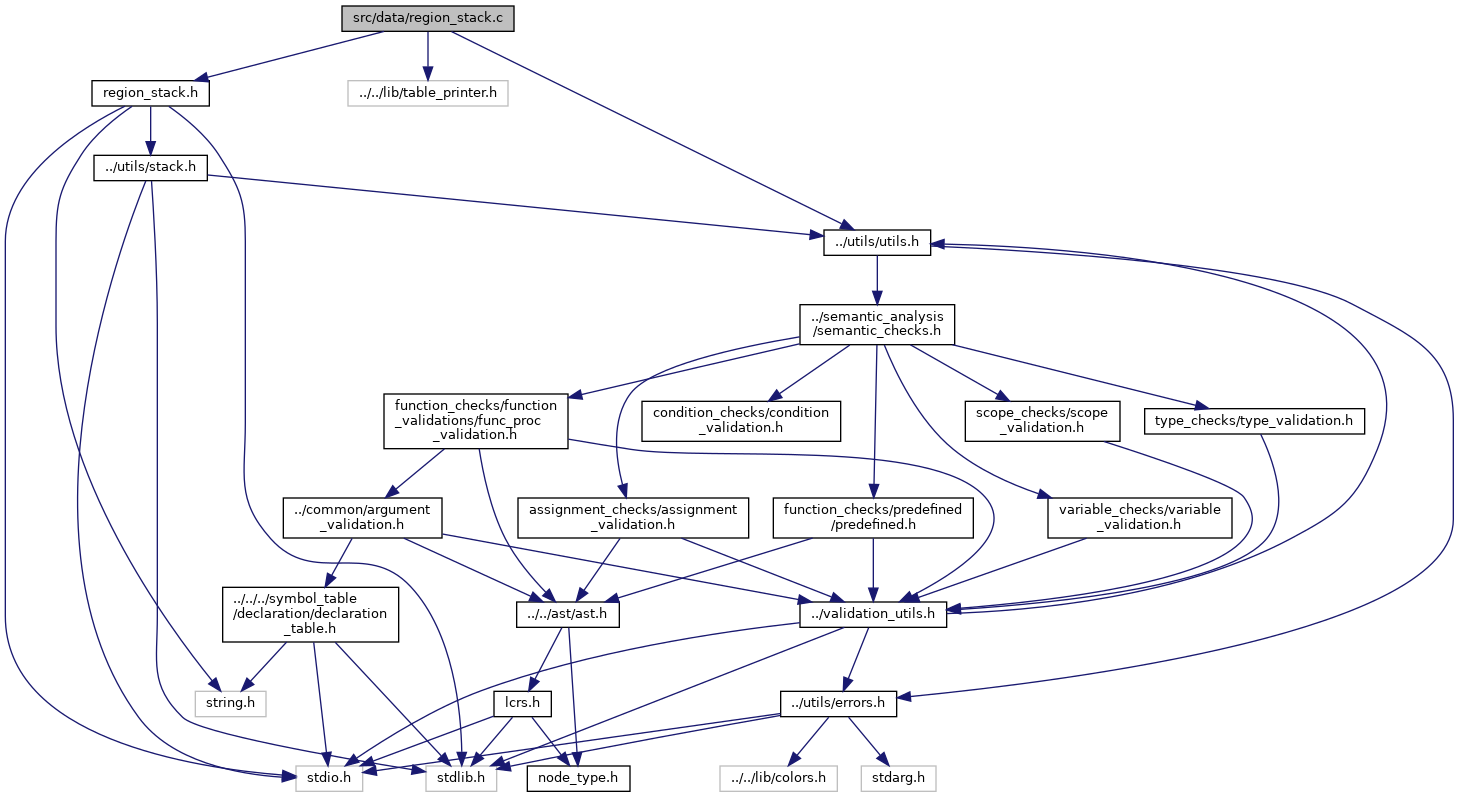 src/data/region_stack.c
region_stack.h
../../lib/table_printer.h
../utils/stack.h
../utils/utils.h
../semantic_analysis
/semantic_checks.h
function_checks/function
_validations/func_proc
_validation.h
condition_checks/condition
_validation.h
scope_checks/scope
_validation.h
type_checks/type_validation.h
../common/argument
_validation.h
assignment_checks/assignment
_validation.h
function_checks/predefined
/predefined.h
variable_checks/variable
_validation.h
../../../symbol_table
/declaration/declaration
_table.h
../../ast/ast.h
../validation_utils.h
string.h
lcrs.h
../utils/errors.h
stdio.h
stdlib.h
node_type.h
../../lib/colors.h
stdarg.h